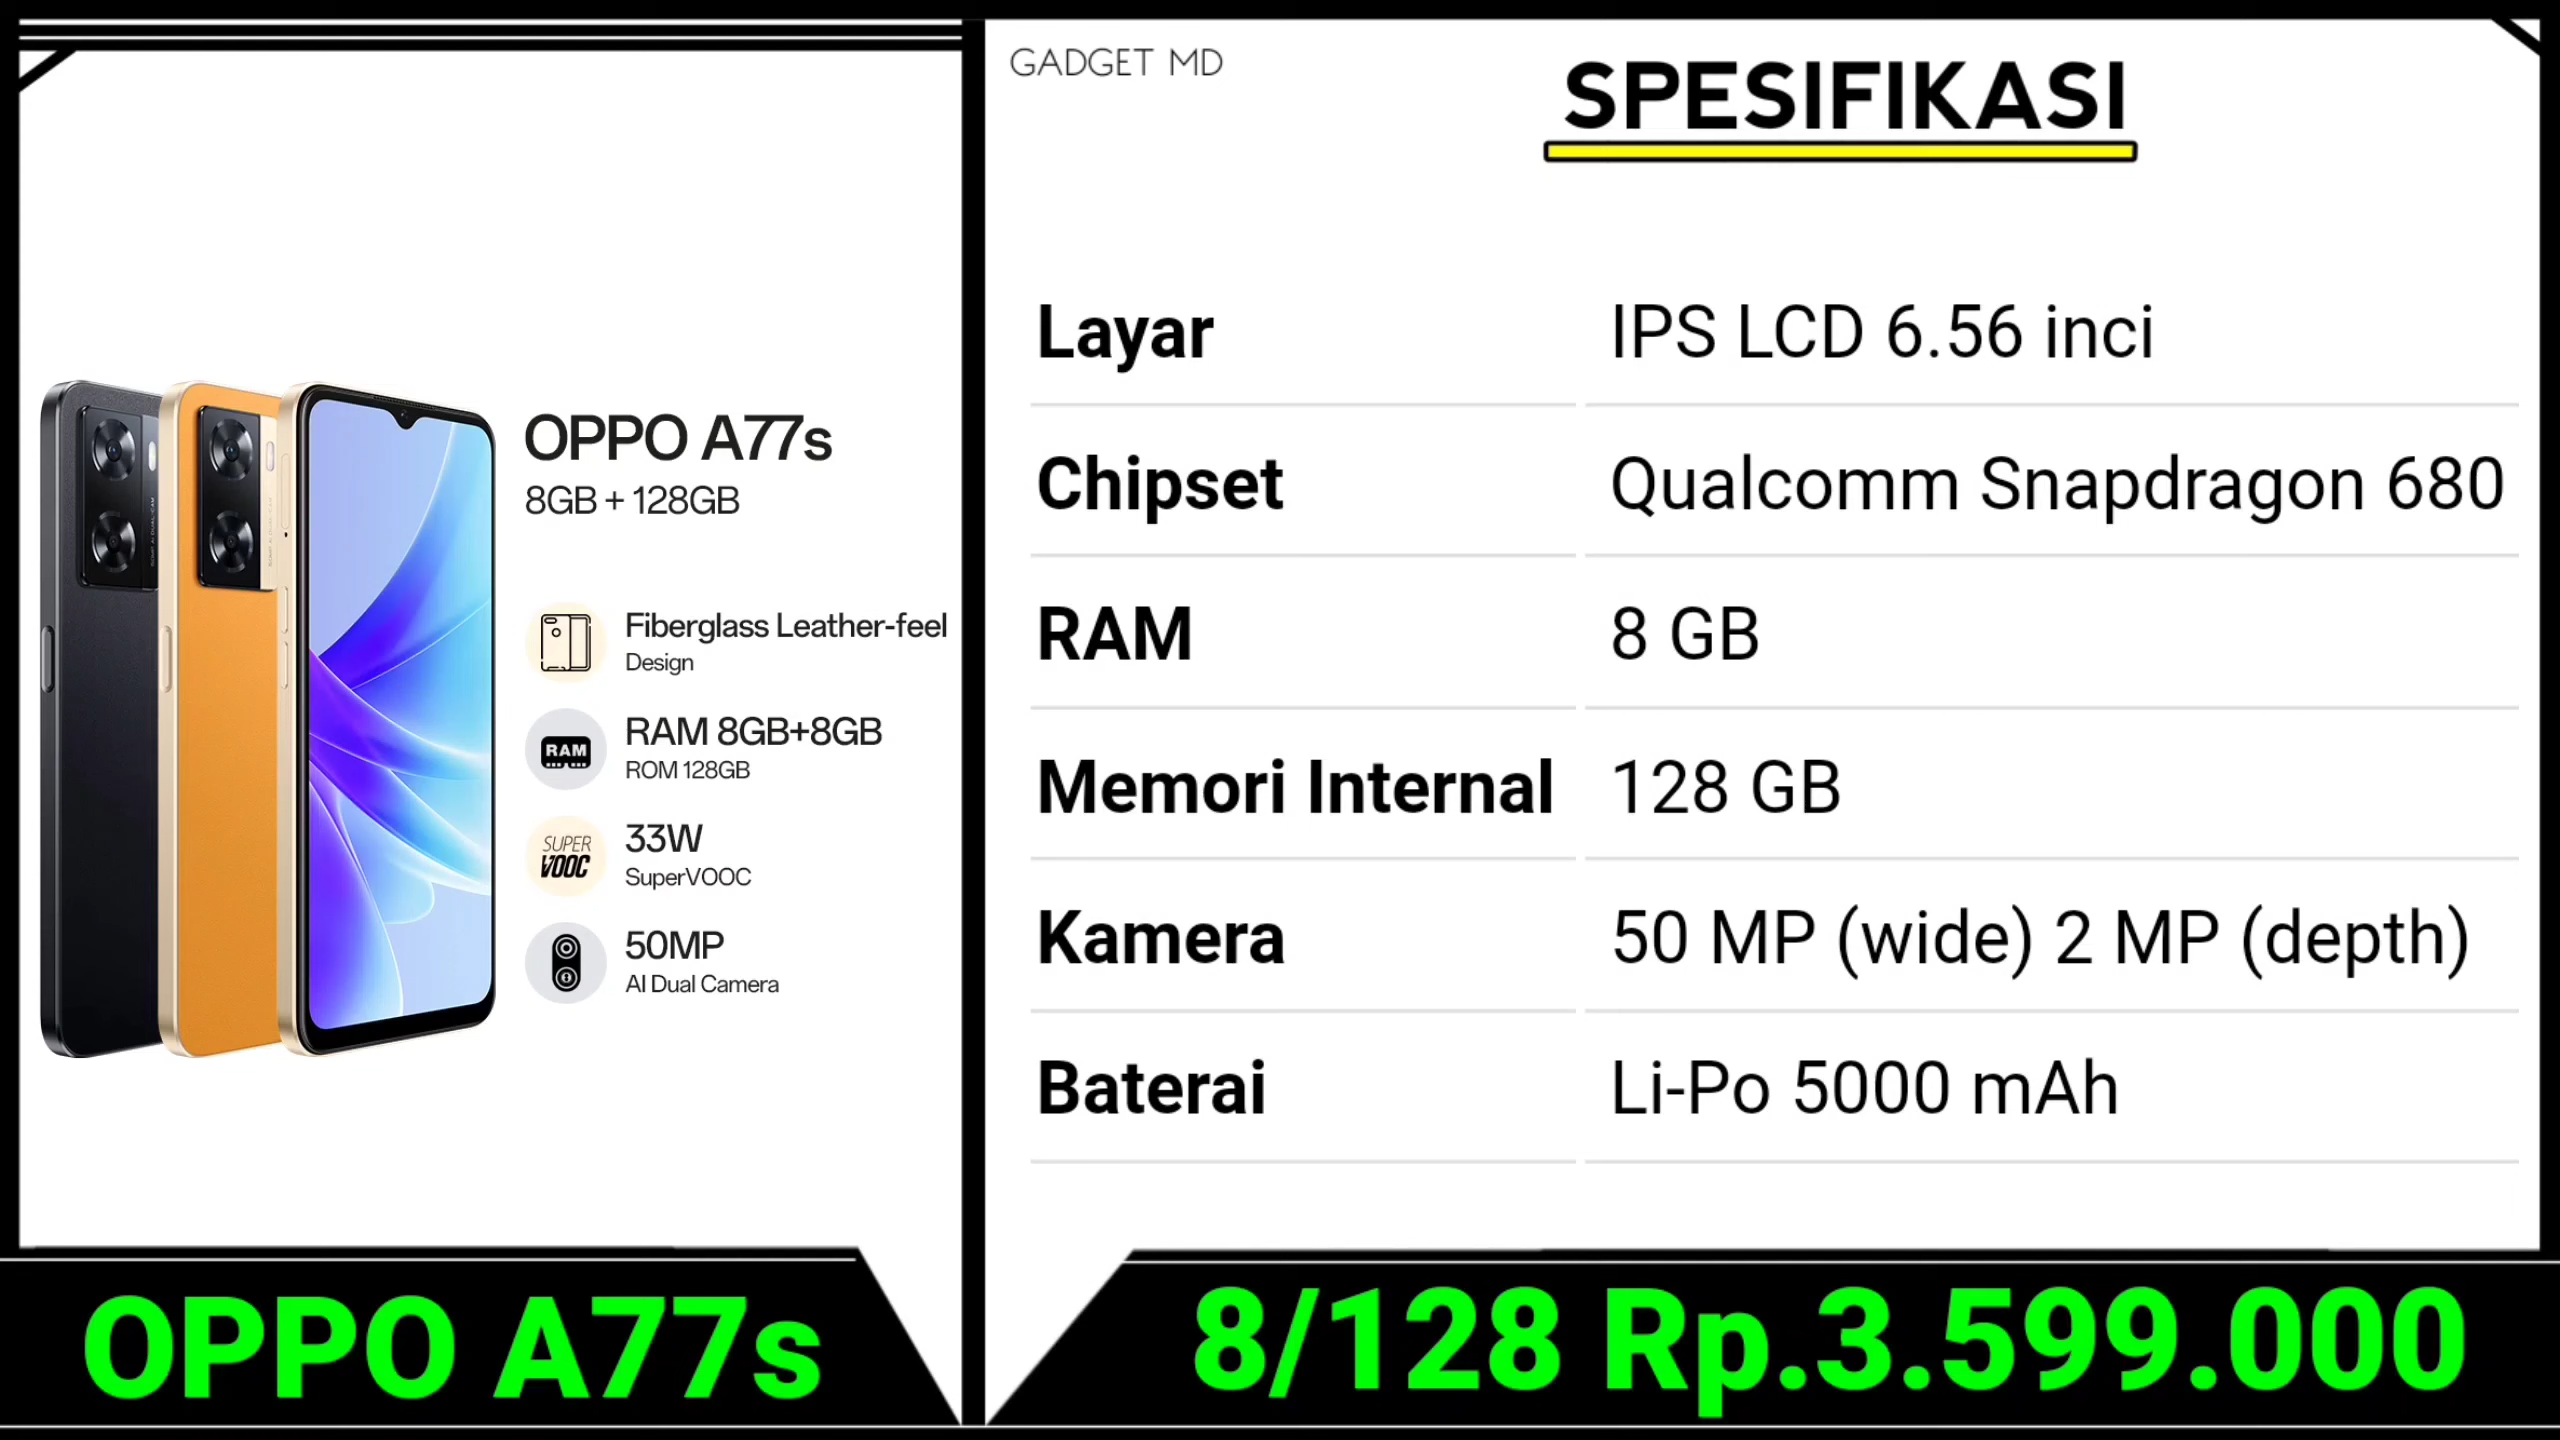 GADGET MD
SPESIFIKASI
OPPO A77s
8GB + 128GB
Fiberglass Leather-feel
Design
RAM
RAM 8GB+8GB
ROM 128GB
SUPER
VOOC
33W
SuperVOOC
50MP
AI Dual Camera
Layar IPS LCD 6.56 inci
Chipset Qualcomm Snapdragon 680
RAM 8 GB
Memori Internal 128 GB
Kamera 50 MP (wide) 2 MP (depth)
Baterai Li-Po 5000 mAh
OPPO A77s
8/128 Rp.3.599.000